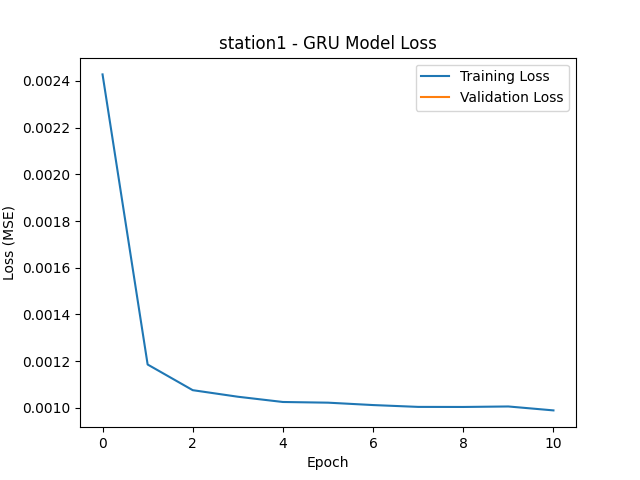 station1 - GRU Model Loss
Training Loss
Validation Loss
0.0024
0.0022
0.0020
0.0018
0.0016
0.0014
0.0012
0.0010
Loss (MSE)
0 2 4 6 8 10
Epoch